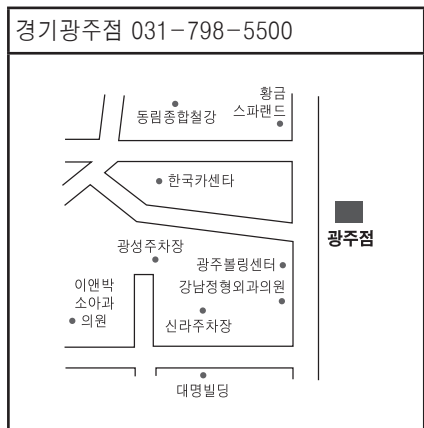 경기광주점 031-798-5500
황금
스파랜드
동림종합철강
한국카센타
광주점
광성주차장
광주볼링센터
이앤박
소아과
의원
강남정형외과의원
신라주차장
대명빌딩